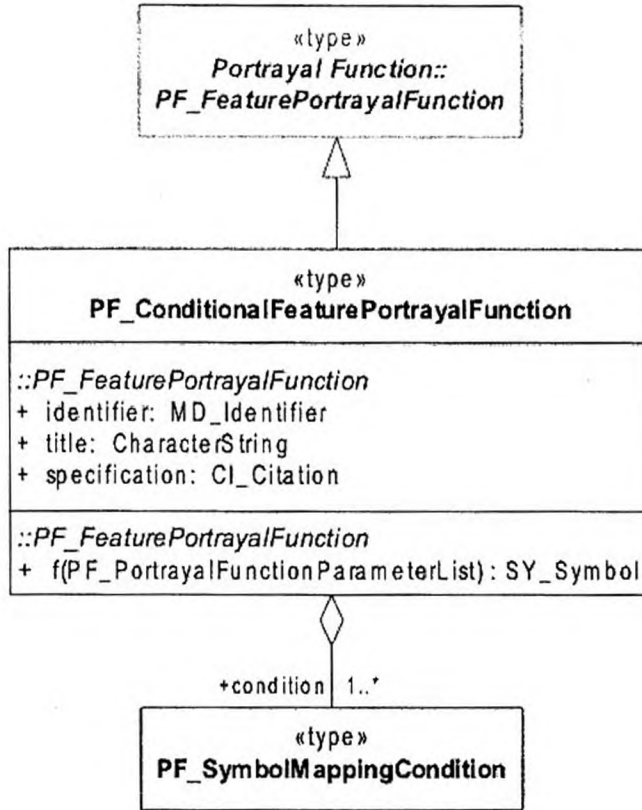 «type»
Portrayal Function::
PF_FeaturePortrayalFunction
«type»
PF_ConditionalFeaturePortrayalFunction
::PF_FeaturePortrayalFunction
+ identifier: MD_Identifier
+ title: CharacterString
+ specification: CI_Citation
::PF_FeaturePortrayalFunction
+ f(PF_PortrayalFunctionParameterList): SY_Symbol
+condition 1..*
«type»
PF_SymbolMappingCondition